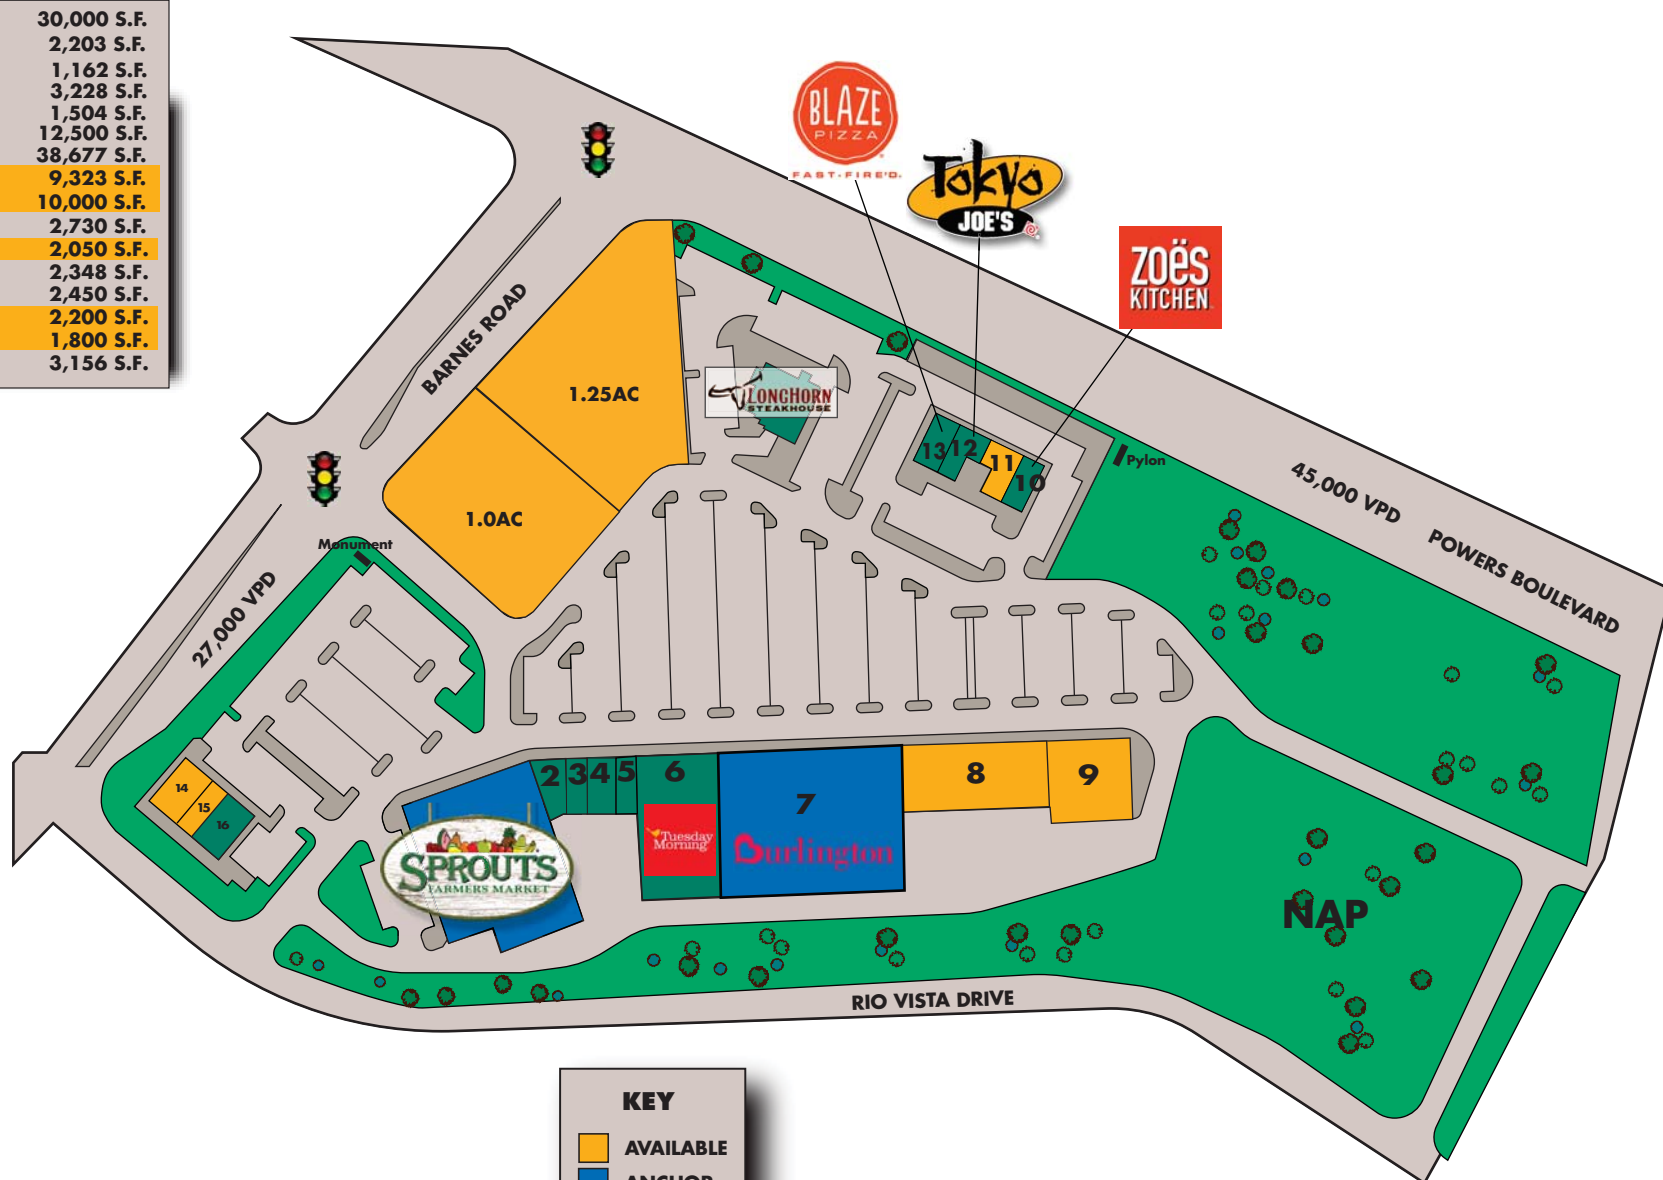 30,000 S.F.
2,203 S.F.
1,162 S.F.
3,228 S.F.
1,504 S.F.
12,500 S.F.
38,677 S.F.
9,323 S.F.
10,000 S.F.
2,730 S.F.
2,050 S.F.
2,348 S.F.
2,450 S.F.
2,200 S.F.
1,800 S.F.
3,156 S.F.
BLAZE
PIZZA
FAST-FIRE'D.
Tokyo
JOE'S
ZOËS
KITCHEN
BARNES ROAD
1.25AC
LONGHORN
STEAKHOUSE
13
12
11
10
Pylon
45,000 VPD
POWERS BOULEVARD
1.0AC
Monument
27,000 VPD
14
15
16
2
3
4
5
6
7
8
9
Tuesday
Morning
Burlington
SPROUTS
FARMERS MARKET
NAP
RIO VISTA DRIVE
KEY
AVAILABLE
ANCHOR